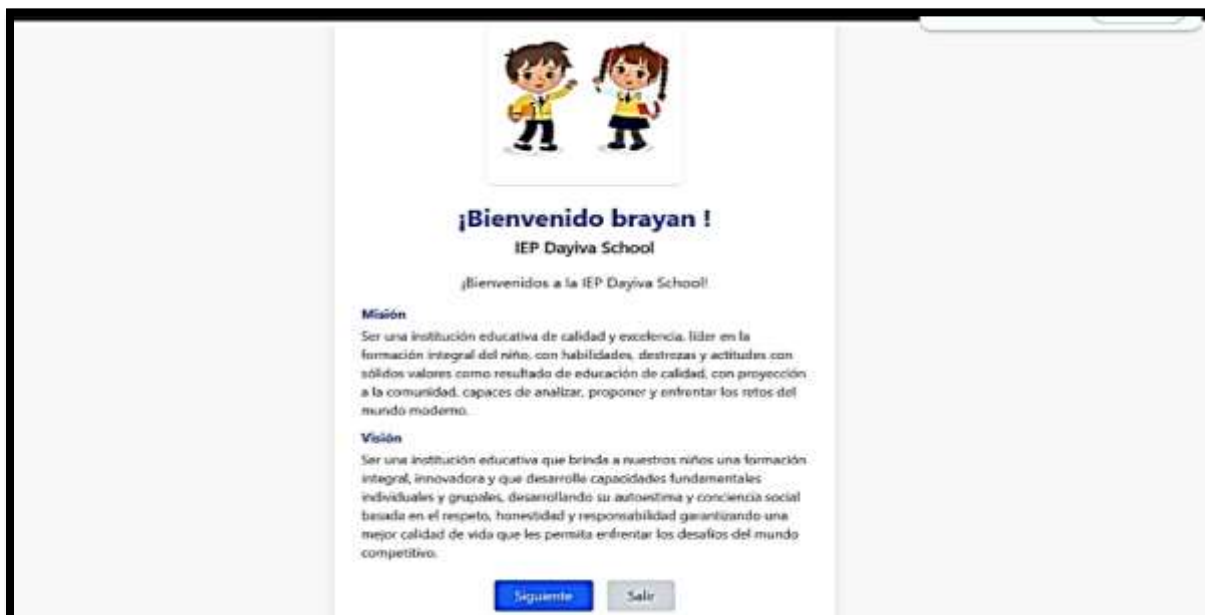 ¡Bienvenido brayan !
IEP Dayiva School
¡Bienvenidos a la IEP Dayiva School!
Misión
Ser una institución educativa de calidad y excelencia, líder en la
formación integral del niño, con habilidades, destrezas y actitudes con
sólidos valores como resultado de educación de calidad, con proyección
a la comunidad, capaces de analizar, proponer y enfrentar los retos del
mundo moderno.
Visión
Ser una institución educativa que brinda a nuestros niños una formación
integral, innovadora y que desarrolle capacidades fundamentales
individuales y grupales, desarrollando su autoestima y conciencia social
basada en el respeto, honestidad y responsabilidad garantizando una
mejor calidad de vida que les permita enfrentar los desafíos del mundo
competitivo.
Siguiente
Salir